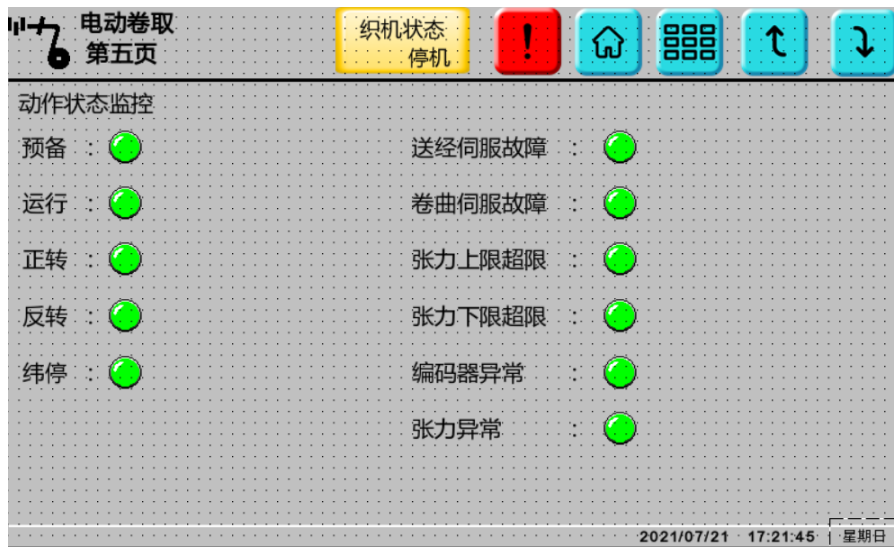 电动卷取
第五页
织机状态
停机
!
动作状态监控
预备 :
送经伺服故障 :
运行 :
卷曲伺服故障 :
正转 :
张力上限超限 :
反转 :
张力下限超限 :
纬停 :
编码器异常 :
张力异常 :
2021/07/21 17:21:45 星期日